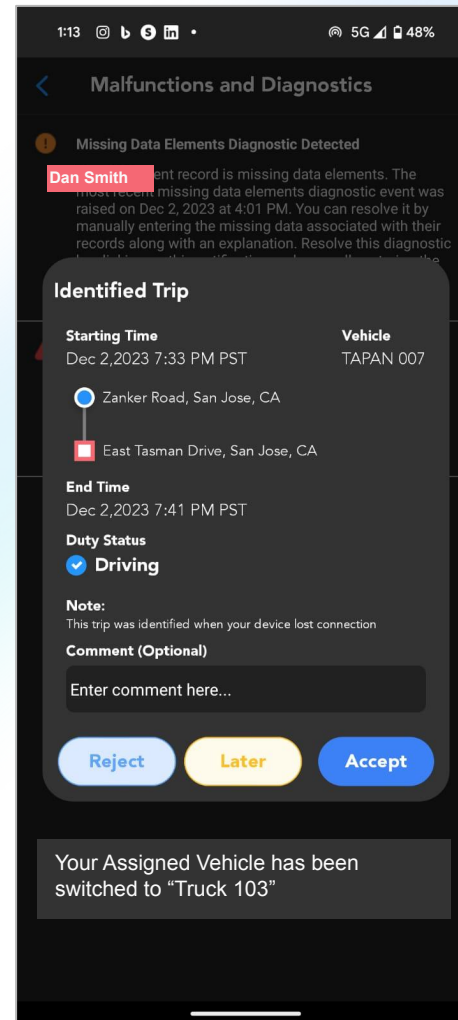 1:13 5G 48%
Malfunctions and Diagnostics
Missing Data Elements Diagnostic Detected
Dan Smith ent record is missing data elements. The
most recent missing data elements diagnostic event was
raised on Dec 2, 2023 at 4:01 PM. You can resolve it by
manually entering the missing data associated with their
records along with an explanation. Resolve this diagnostic
Identified Trip
Starting Time Vehicle
Dec 2,2023 7:33 PM PST TAPAN 007
Zanker Road, San Jose, CA
East Tasman Drive, San Jose, CA
End Time
Dec 2,2023 7:41 PM PST
Duty Status
Driving
Note:
This trip was identified when your device lost connection
Comment (Optional)
Enter comment here...
Reject Later Accept
Your Assigned Vehicle has been
switched to “Truck 103”